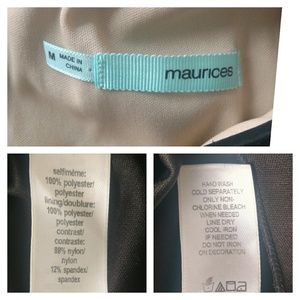 M
MADE IN
CHINA
maurices
self/même:
100% polyester/
polyester
lining/doublure:
100% polyester/
polyester
contrast/
contraste:
88% nylon/
nylon
12% spandex/
spandex
HAND WASH
COLD SEPARATELY
ONLY NON-
CHLORINE BLEACH
WHEN NEEDED
LINE DRY
COOL IRON
IF NEEDED
DO NOT IRON
ON DECORATION